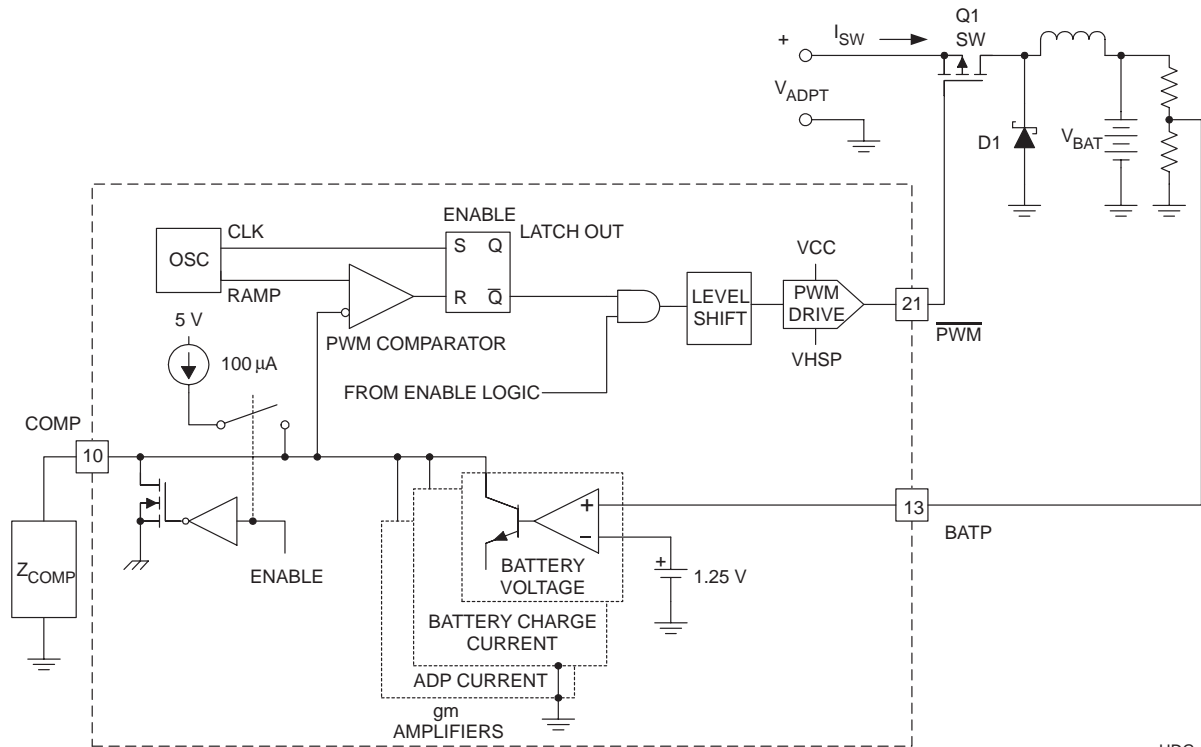 Q1
SW
I_SW
+
V_ADPT
D1
V_BAT
ENABLE
LATCH OUT
CLK
OSC
RAMP
S Q
R Q̅
PWM COMPARATOR
VCC
LEVEL
SHIFT
PWM
DRIVE
VHSP
21
P̅W̅M̅
5 V
100 µA
FROM ENABLE LOGIC
COMP
10
Z_COMP
ENABLE
+
−
BATTERY
VOLTAGE
+
1.25 V
13
BATP
BATTERY CHARGE
CURRENT
ADP CURRENT
gm
AMPLIFIERS